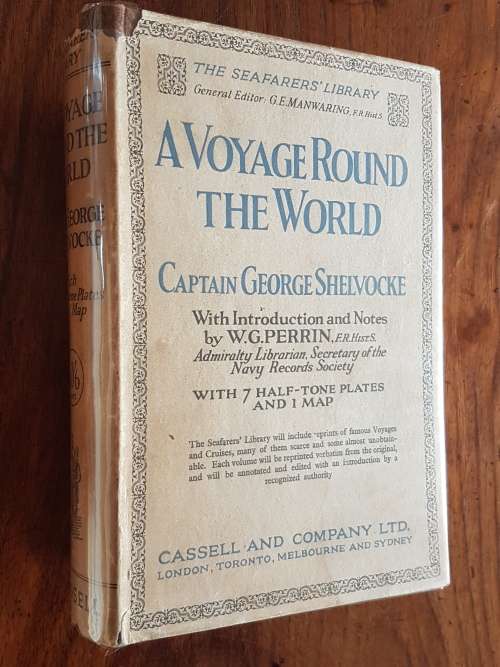 THE SEAFARERS' LIBRARY
General Editor: G.E.MANWARING, F.R.Hist.S.
A VOYAGE ROUND
THE WORLD
CAPTAIN GEORGE SHELVOCKE
With Introduction and Notes
by W.G.PERRIN, F.R.HIST.S.
Admiralty Librarian, Secretary of the
Navy Records Society
WITH 7 HALF-TONE PLATES
AND 1 MAP
The Seafarers' Library will include reprints of famous Voyages
and Cruises, many of them scarce and some almost unobtain-
able. Each volume will be reprinted verbatim from the original,
and will be annotated and edited with an introduction by a
recognized authority
CASSELL AND COMPANY LTD.
LONDON, TORONTO, MELBOURNE AND SYDNEY
Plates
Map